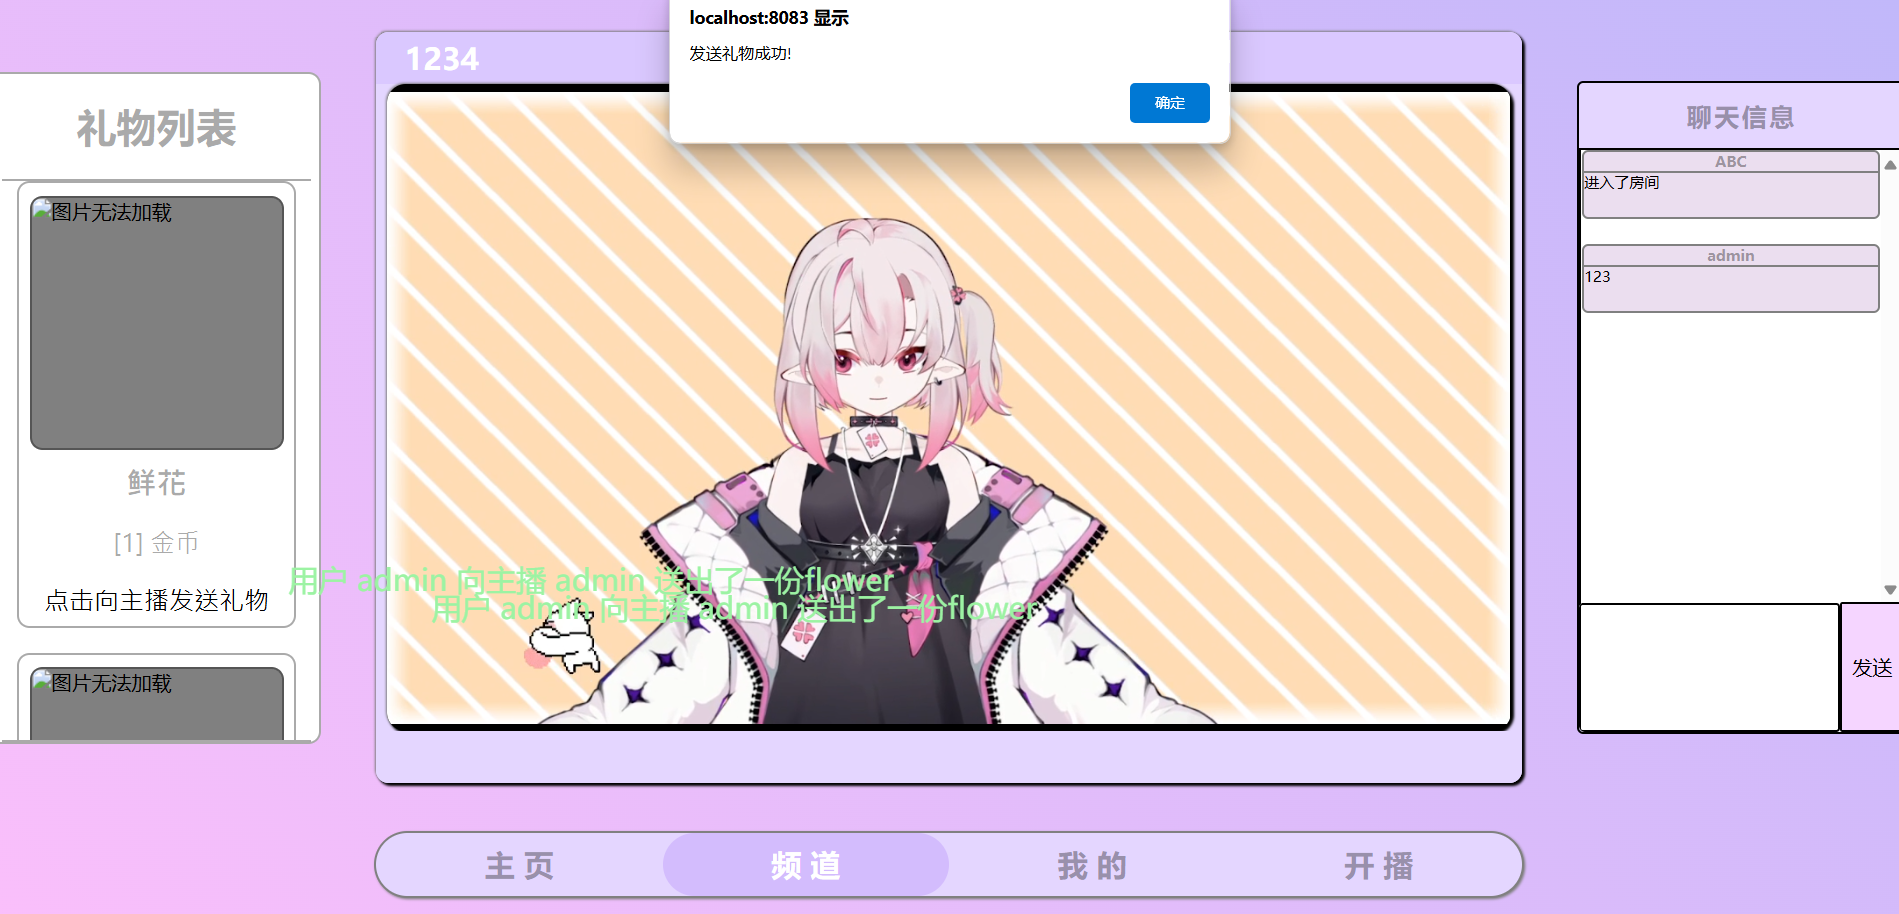 localhost:8083 显示
发送礼物成功!
确定
1234
礼物列表
图片无法加载
鲜花
[1] 金币
点击向主播发送礼物
图片无法加载
用户 admin 向主播 admin 送出了一份flower
用户 admin 向主播 admin 送出了一份flower
聊天信息
ABC
进入了房间
admin
123
发送
主页
频道
我的
开播